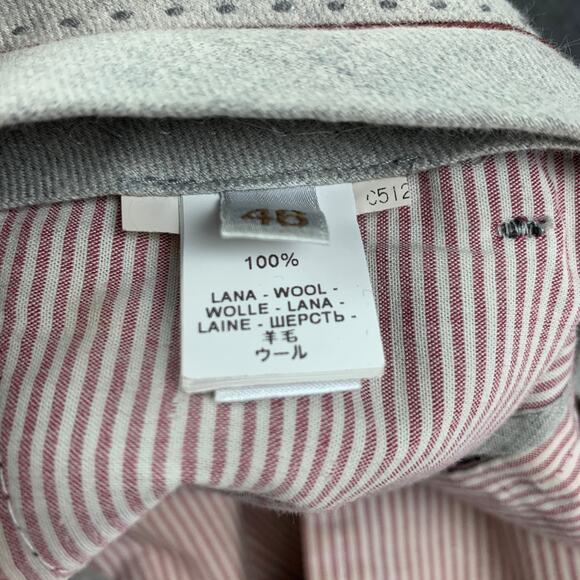 46
C512
100%
LANA - WOOL -
WOLLE - LANA -
LAINE - ШЕРСТЬ -
羊毛
ウール